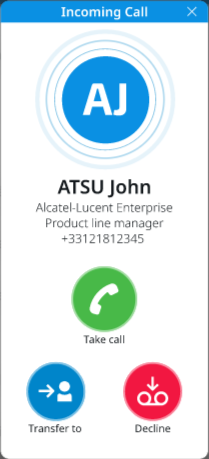 Incoming Call
AJ
ATSU John
Alcatel-Lucent Enterprise
Product line manager
+33121812345
Take call
Transfer to
Decline